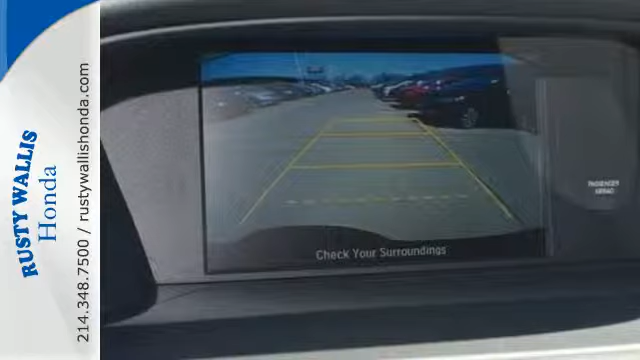 RUSTY WALLIS
Honda
214.348.7500 / rustywallishonda.com
Check Your Surroundings
PASSENGER
AIRBAG